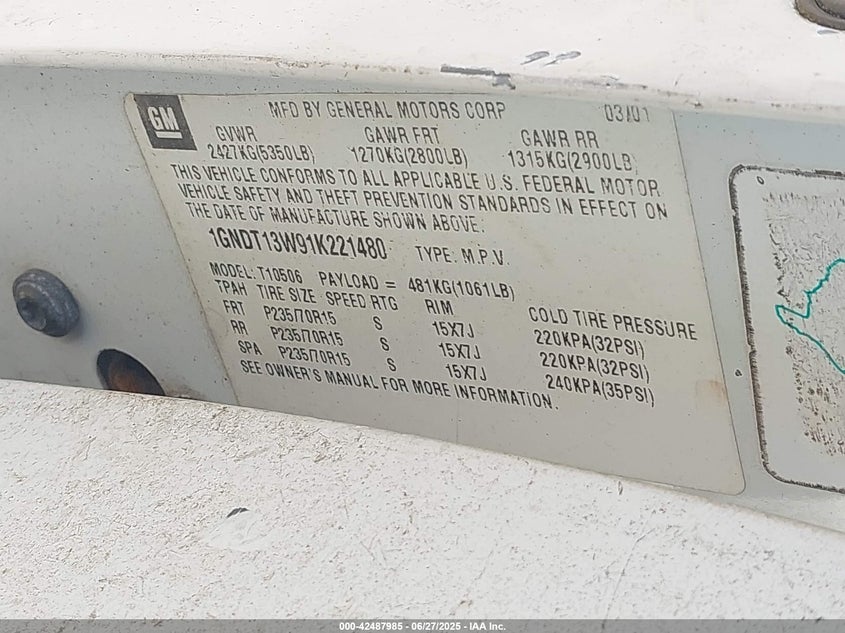 GM
MFD BY GENERAL MOTORS CORP 03/01
GVWR GAWR FRT GAWR RR
2427KG(5350LB) 1270KG(2800LB) 1315KG(2900LB)
THIS VEHICLE CONFORMS TO ALL APPLICABLE U.S. FEDERAL MOTOR
VEHICLE SAFETY AND THEFT PREVENTION STANDARDS IN EFFECT ON
THE DATE OF MANUFACTURE SHOWN ABOVE.
1GNDT13W91K221480 TYPE: M.P.V.
MODEL: T10506 PAYLOAD = 481KG(1061LB)
TPAH TIRE SIZE SPEED RTG RIM COLD TIRE PRESSURE
FRT P235/70R15 S 15X7J 220KPA(32PSI)
RR P235/70R15 S 15X7J 220KPA(32PSI)
SPA P235/70R15 S 15X7J 240KPA(35PSI)
SEE OWNER'S MANUAL FOR MORE INFORMATION.
000-42487985 - 06/27/2025 - IAA Inc.